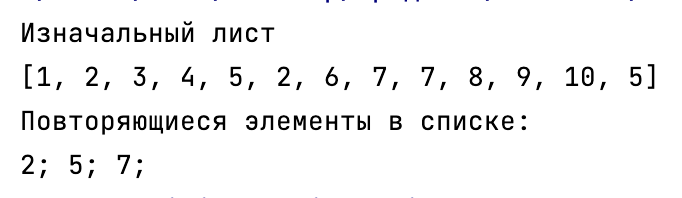 Изначальный лист
[1, 2, 3, 4, 5, 2, 6, 7, 7, 8, 9, 10, 5]
Повторяющиеся элементы в списке:
2; 5; 7;